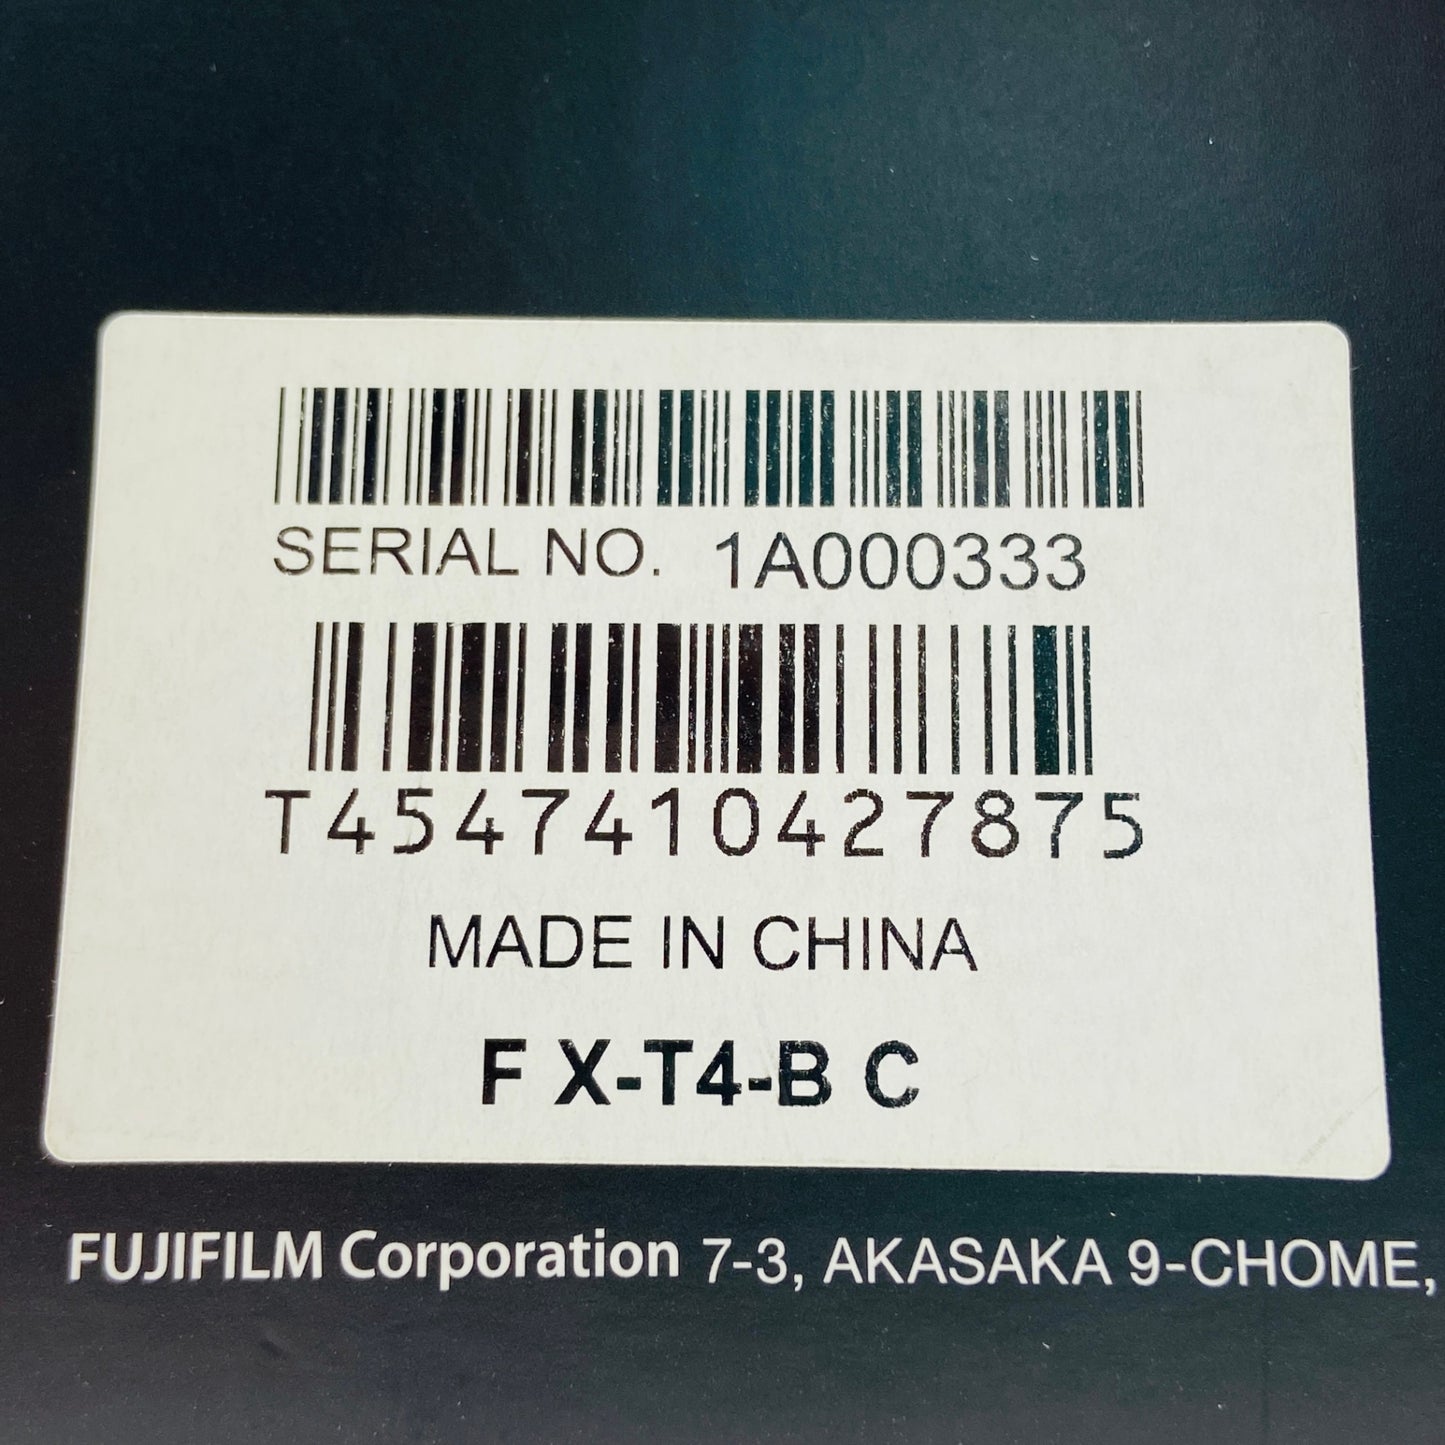 SERIAL NO. 1A000333
T4547410427875
MADE IN CHINA
F X-T4-B C
FUJIFILM Corporation 7-3, AKASAKA 9-CHOME,